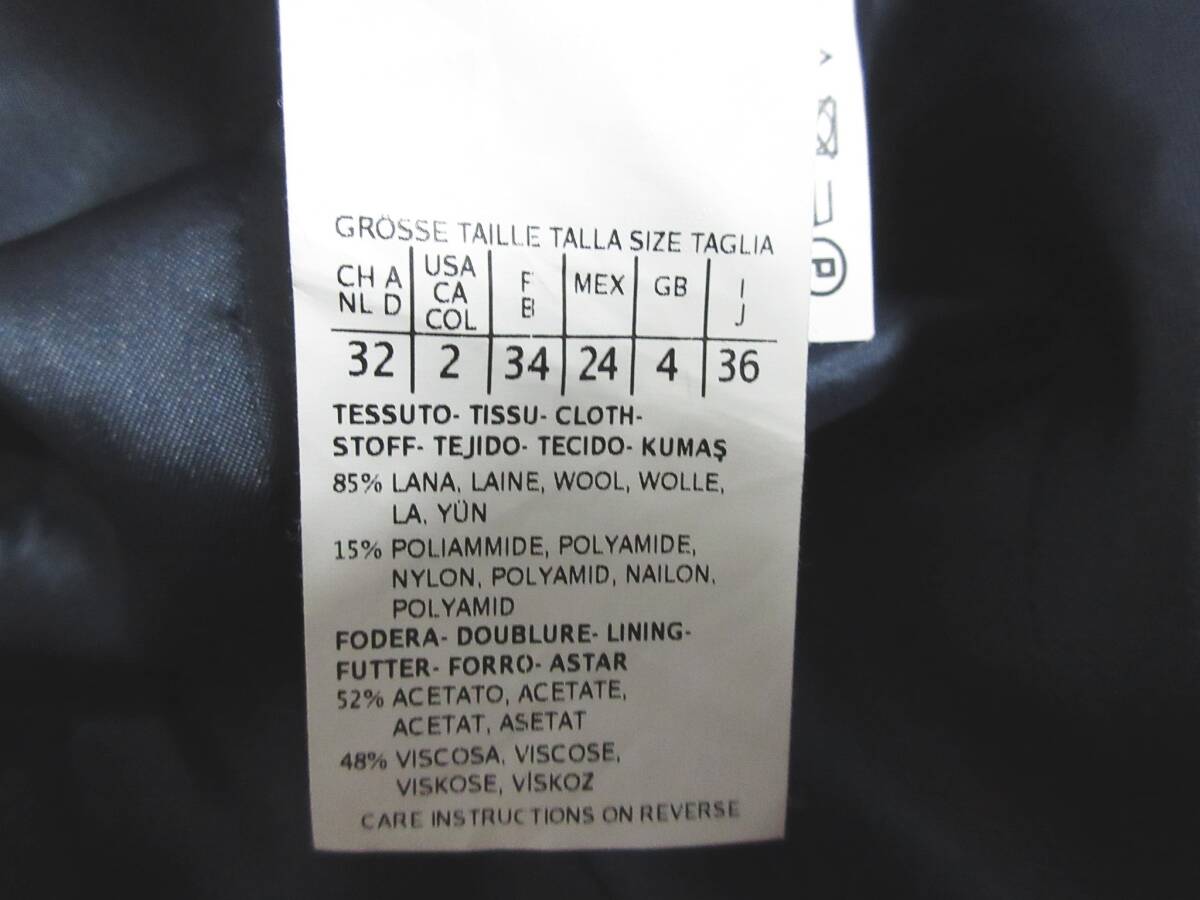 GRÖSSE TAILLE TALLA SIZE TAGLIA
CH A NL D | USA CA COL | F B | MEX | GB | I J
32 | 2 | 34 | 24 | 4 | 36
TESSUTO- TISSU- CLOTH-
STOFF- TEJIDO- TECIDO- KUMAŞ
85% LANA, LAINE, WOOL, WOLLE,
LA, YÜN
15% POLIAMMIDE, POLYAMIDE,
NYLON, POLYAMID, NAILON,
POLYAMID
FODERA- DOUBLURE- LINING-
FUTTER- FORRO- ASTAR
52% ACETATO, ACETATE,
ACETAT, ASETAT
48% VISCOSA, VISCOSE,
VISKOSE, VİSKOZ
CARE INSTRUCTIONS ON REVERSE
P